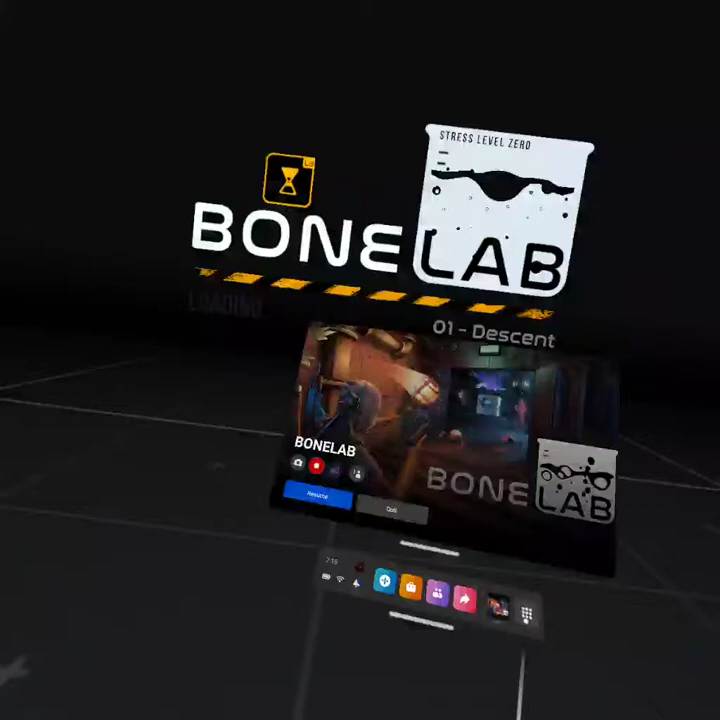 STRESS LEVEL ZERO
BONELAB
LOADING
01 - Descent
BONELAB
BONELAB
Resume
Quit